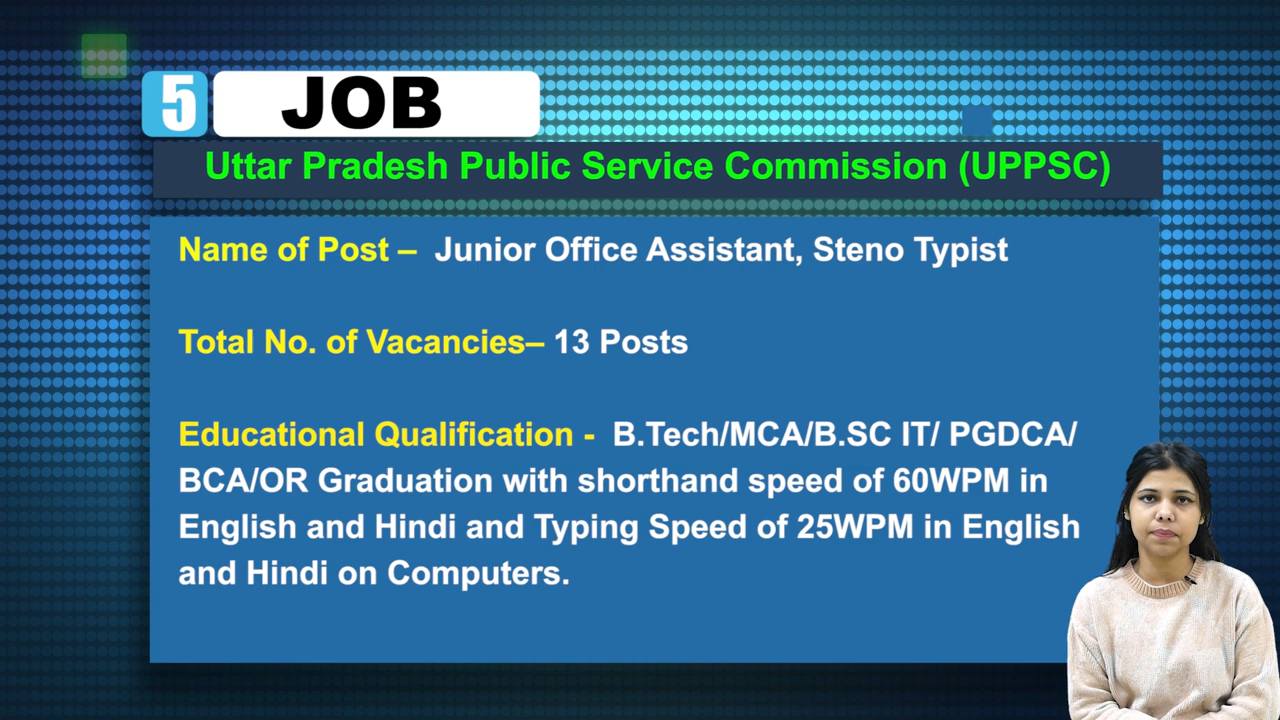 5 JOB
Uttar Pradesh Public Service Commission (UPPSC)
Name of Post – Junior Office Assistant, Steno Typist
Total No. of Vacancies– 13 Posts
Educational Qualification - B.Tech/MCA/B.SC IT/ PGDCA/
BCA/OR Graduation with shorthand speed of 60WPM in
English and Hindi and Typing Speed of 25WPM in English
and Hindi on Computers.